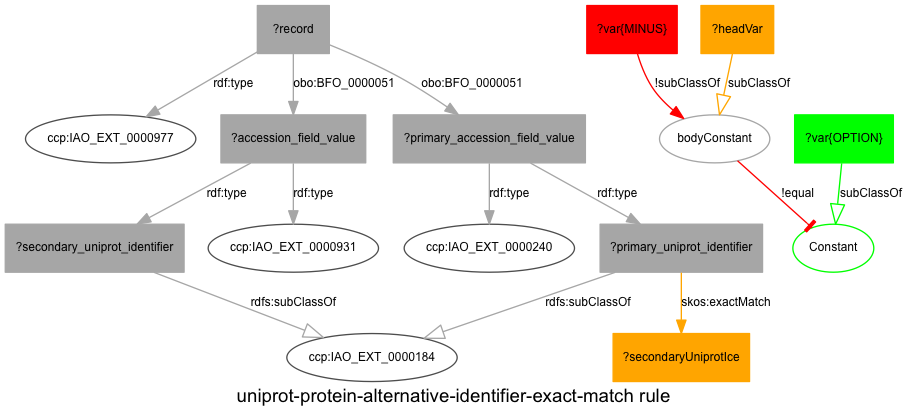 ?record
?var{MINUS}
?headVar
rdf:type
obo:BFO_0000051
obo:BFO_0000051
!subClassOf
subClassOf
ccp:IAO_EXT_0000977
?accession_field_value
?primary_accession_field_value
bodyConstant
?var{OPTION}
rdf:type
rdf:type
rdf:type
rdf:type
!equal
subClassOf
?secondary_uniprot_identifier
ccp:IAO_EXT_0000931
ccp:IAO_EXT_0000240
?primary_uniprot_identifier
Constant
rdfs:subClassOf
rdfs:subClassOf
skos:exactMatch
ccp:IAO_EXT_0000184
?secondaryUniprotIce
uniprot-protein-alternative-identifier-exact-match rule